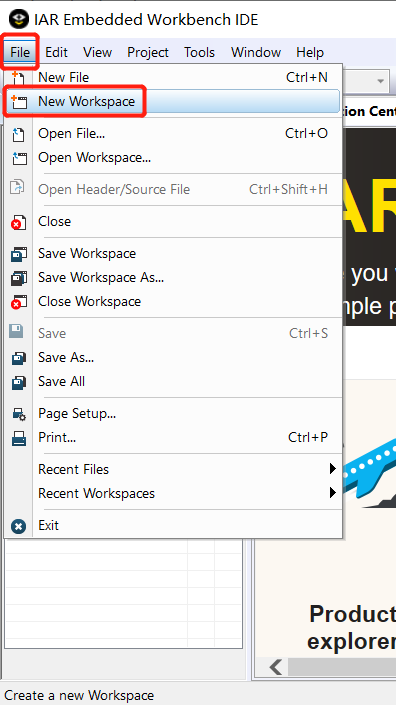 IAR Embedded Workbench IDE
File Edit View Project Tools Window Help
New File Ctrl+N
New Workspace
Open File... Ctrl+O
Open Workspace...
Open Header/Source File Ctrl+Shift+H
Close
Save Workspace
Save Workspace As...
Close Workspace
Save Ctrl+S
Save As...
Save All
Page Setup...
Print... Ctrl+P
Recent Files
Recent Workspaces
Exit
tion Cent
AR
you
mple p
Product
explorer
Create a new Workspace